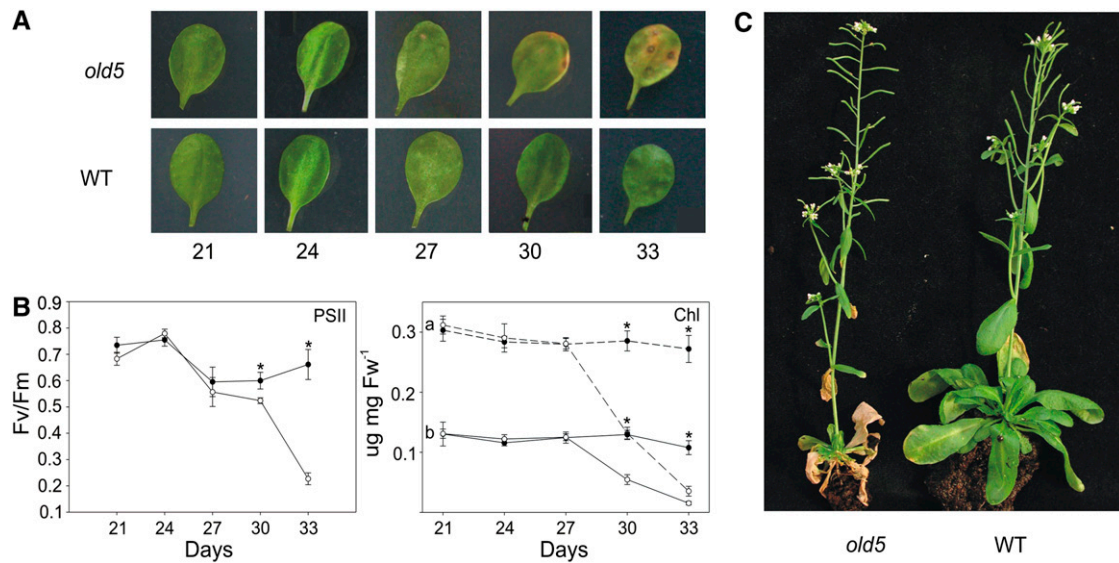 A
old5
WT
21 24 27 30 33
B
PSII
0.9
0.8
0.7
0.6
0.5
0.4
0.3
0.2
0.1
Fv/Fm
21 24 27 30 33
Days
Chl
a
b
* *
* *
* *
0.3
0.1
ug mg Fw⁻¹
21 24 27 30 33
Days
C
old5 WT